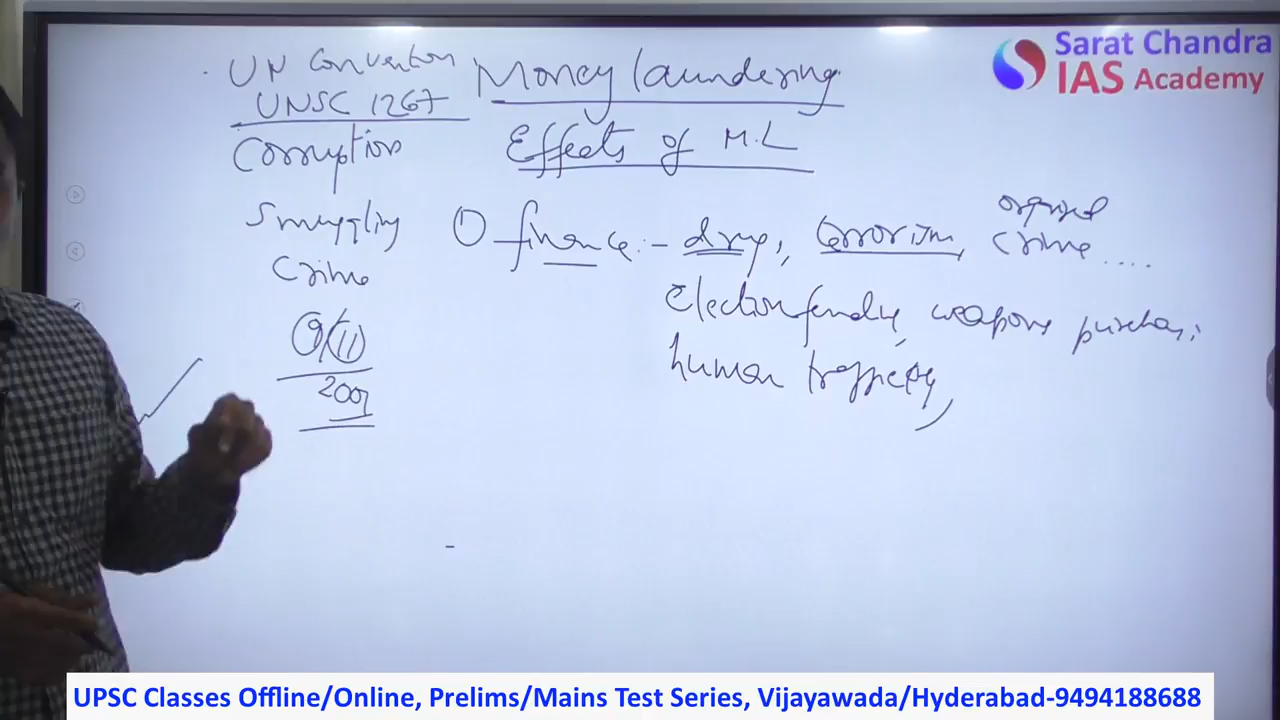 UN Convention
UNSC 1267
Corruption
Smuggling
Crime
9/11
2001
Money laundering
Effects of M.L
① finance:- drug, terrorism, organised crime....
Election funding, weapons purchase,
human trafficking,
Sarat Chandra
IAS Academy
UPSC Classes Offline/Online, Prelims/Mains Test Series, Vijayawada/Hyderabad-9494188688